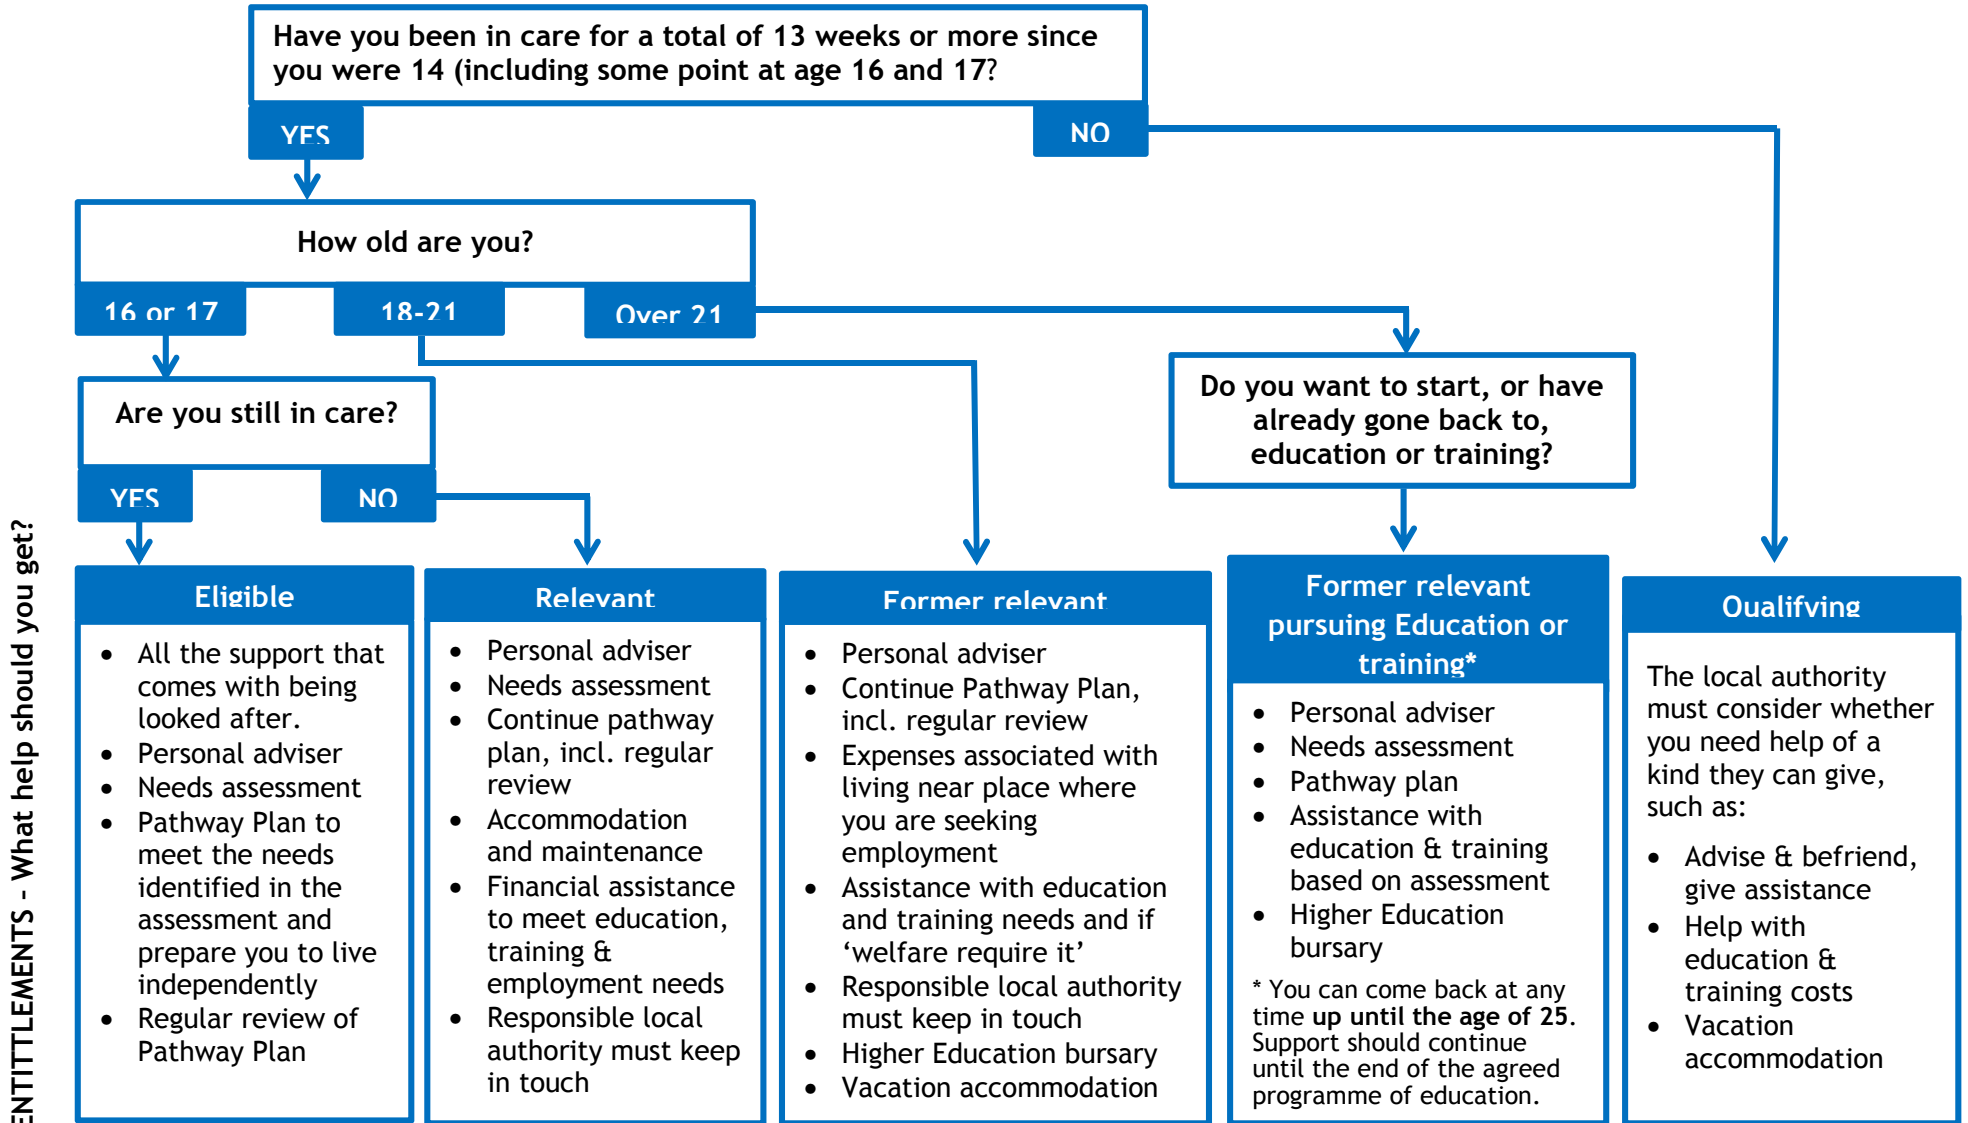 Have you been in care for a total of 13 weeks or more since
you were 14 (including some point at age 16 and 17?
YES
NO
How old are you?
16 or 17
18-21
Over 21
Are you still in care?
YES
NO
Do you want to start, or have
already gone back to,
education or training?
ENTITTLEMENTS - What help should you get?
Eligible
• All the support that
comes with being
looked after.
• Personal adviser
• Needs assessment
• Pathway Plan to
meet the needs
identified in the
assessment and
prepare you to live
independently
• Regular review of
Pathway Plan
Relevant
• Personal adviser
• Needs assessment
• Continue pathway
plan, incl. regular
review
• Accommodation
and maintenance
• Financial assistance
to meet education,
training &
employment needs
• Responsible local
authority must keep
in touch
Former relevant
• Personal adviser
• Continue Pathway Plan,
incl. regular review
• Expenses associated with
living near place where
you are seeking
employment
• Assistance with education
and training needs and if
‘welfare require it’
• Responsible local authority
must keep in touch
• Higher Education bursary
• Vacation accommodation
Former relevant
pursuing Education or
training*
• Personal adviser
• Needs assessment
• Pathway plan
• Assistance with
education & training
based on assessment
• Higher Education
bursary
* You can come back at any
time up until the age of 25.
Support should continue
until the end of the agreed
programme of education.
Qualifying
The local authority
must consider whether
you need help of a
kind they can give,
such as:
• Advise & befriend,
give assistance
• Help with
education &
training costs
• Vacation
accommodation